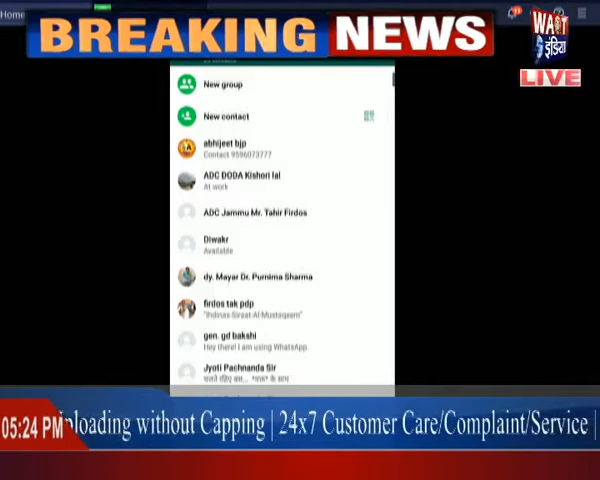 Home
BREAKING NEWS
इंडिया
LIVE
New group
New contact
abhijeet bjp
Contact 9596073777
ADC DODA Kishori lal
At work
ADC Jammu Mr. Tahir Firdos
Diwakr
Available
dy. Mayar Dr. Purnima Sharma
firdos tak pdp
"Ihdinas-Siraat-Al-Mustaqeem"
gen. gd bakshi
Hey there! I am using WhatsApp.
Jyoti Pachnanda Sir
05:24 PM
ploading without Capping | 24x7 Customer Care/Complaint/Service |